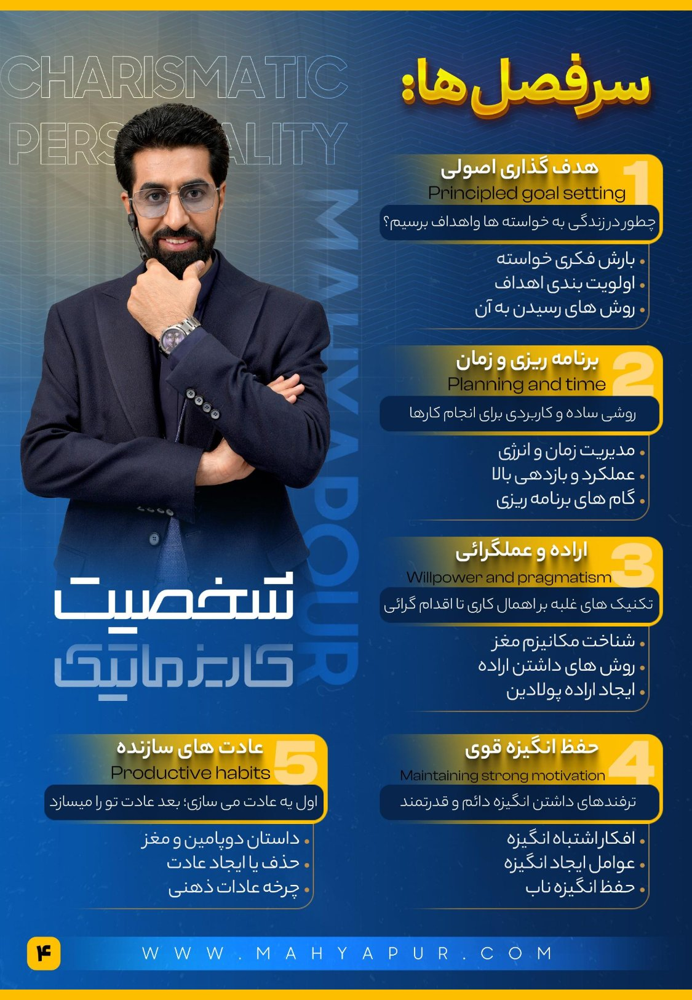 CHARISMATIC
PERS ALITY
سرفصل‌ها:
MAHYAPOUR
1
هدف گذاری اصولی
Principled goal setting
چطور در زندگی به خواسته ها واهداف برسیم؟
• بارش فکری خواسته
• اولویت بندی اهداف
• روش های رسیدن به آن
2
برنامه ریزی و زمان
Planning and time
روشی ساده و کاربردی برای انجام کارها
• مدیریت زمان و انرژی
• عملکرد و بازدهی بالا
• گام های برنامه ریزی
3
اراده و عملگرائی
Willpower and pragmatism
تکنیک های غلبه بر اهمال کاری تا اقدام گرائی
• شناخت مکانیزم مغز
• روش های داشتن اراده
• ایجاد اراده پولادین
شخصیت
کاریزماتیک
4
حفظ انگیزه قوی
Maintaining strong motivation
ترفندهای داشتن انگیزه دائم و قدرتمند
• افکار اشتباه انگیزه
• عوامل ایجاد انگیزه
• حفظ انگیزه ناب
5
عادت های سازنده
Productive habits
اول یه عادت می سازی؛ بعد عادت تو را میسازد
• داستان دوپامین و مغز
• حذف یا ایجاد عادت
• چرخه عادات ذهنی
۴
WWW.MAHYAPUR.COM